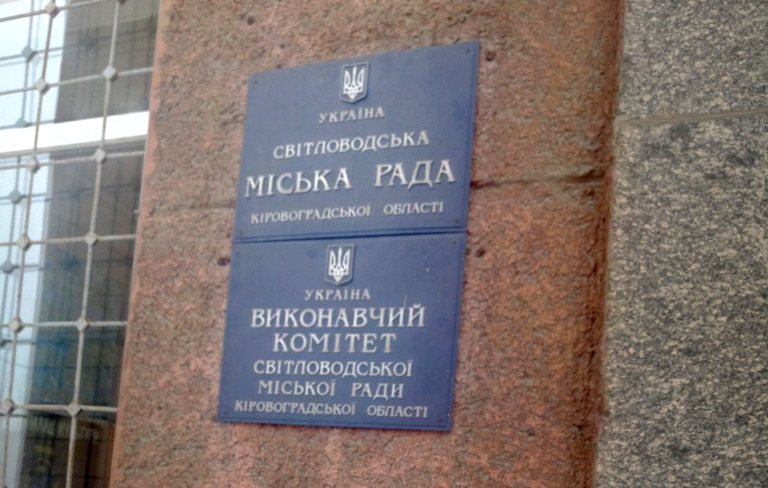 УКРАЇНА
СВІТЛОВОДСЬКА
МІСЬКА РАДА
КІРОВОГРАДСЬКОЇ ОБЛАСТІ
УКРАЇНА
ВИКОНАВЧИЙ
КОМІТЕТ
СВІТЛОВОДСЬКОЇ
МІСЬКОЇ РАДИ
КІРОВОГРАДСЬКОЇ ОБЛАСТІ